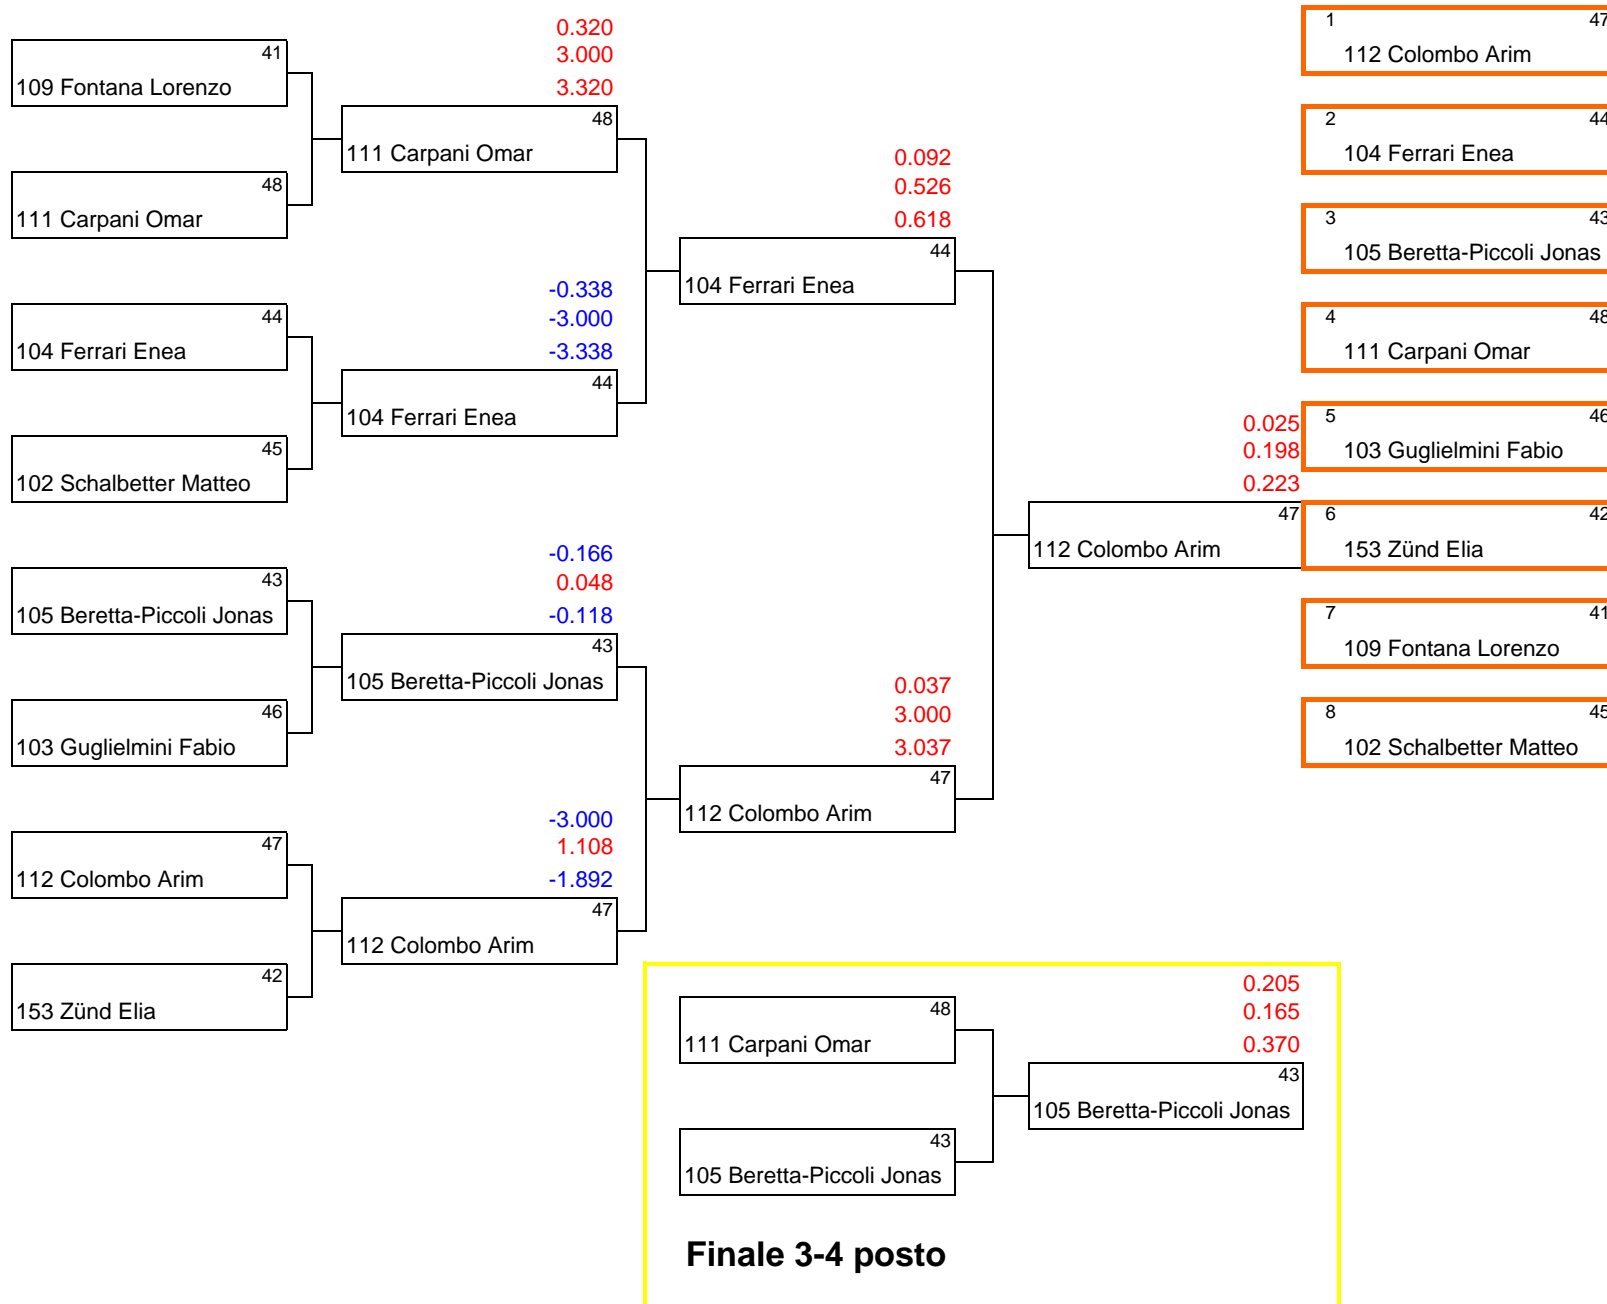 41
109 Fontana Lorenzo
48
111 Carpani Omar
44
104 Ferrari Enea
45
102 Schalbetter Matteo
43
105 Beretta-Piccoli Jonas
46
103 Guglielmini Fabio
47
112 Colombo Arim
42
153 Zünd Elia
0.320
3.000
3.320
48
111 Carpani Omar
-0.338
-3.000
-3.338
44
104 Ferrari Enea
-0.166
0.048
-0.118
43
105 Beretta-Piccoli Jonas
-3.000
1.108
-1.892
47
112 Colombo Arim
0.092
0.526
0.618
44
104 Ferrari Enea
0.037
3.000
3.037
47
112 Colombo Arim
0.025
0.198
0.223
47
112 Colombo Arim
48
111 Carpani Omar
43
105 Beretta-Piccoli Jonas
0.205
0.165
0.370
43
105 Beretta-Piccoli Jonas
Finale 3-4 posto
1 47
112 Colombo Arim
2 44
104 Ferrari Enea
3 43
105 Beretta-Piccoli Jonas
4 48
111 Carpani Omar
5 46
103 Guglielmini Fabio
6 42
153 Zünd Elia
7 41
109 Fontana Lorenzo
8 45
102 Schalbetter Matteo